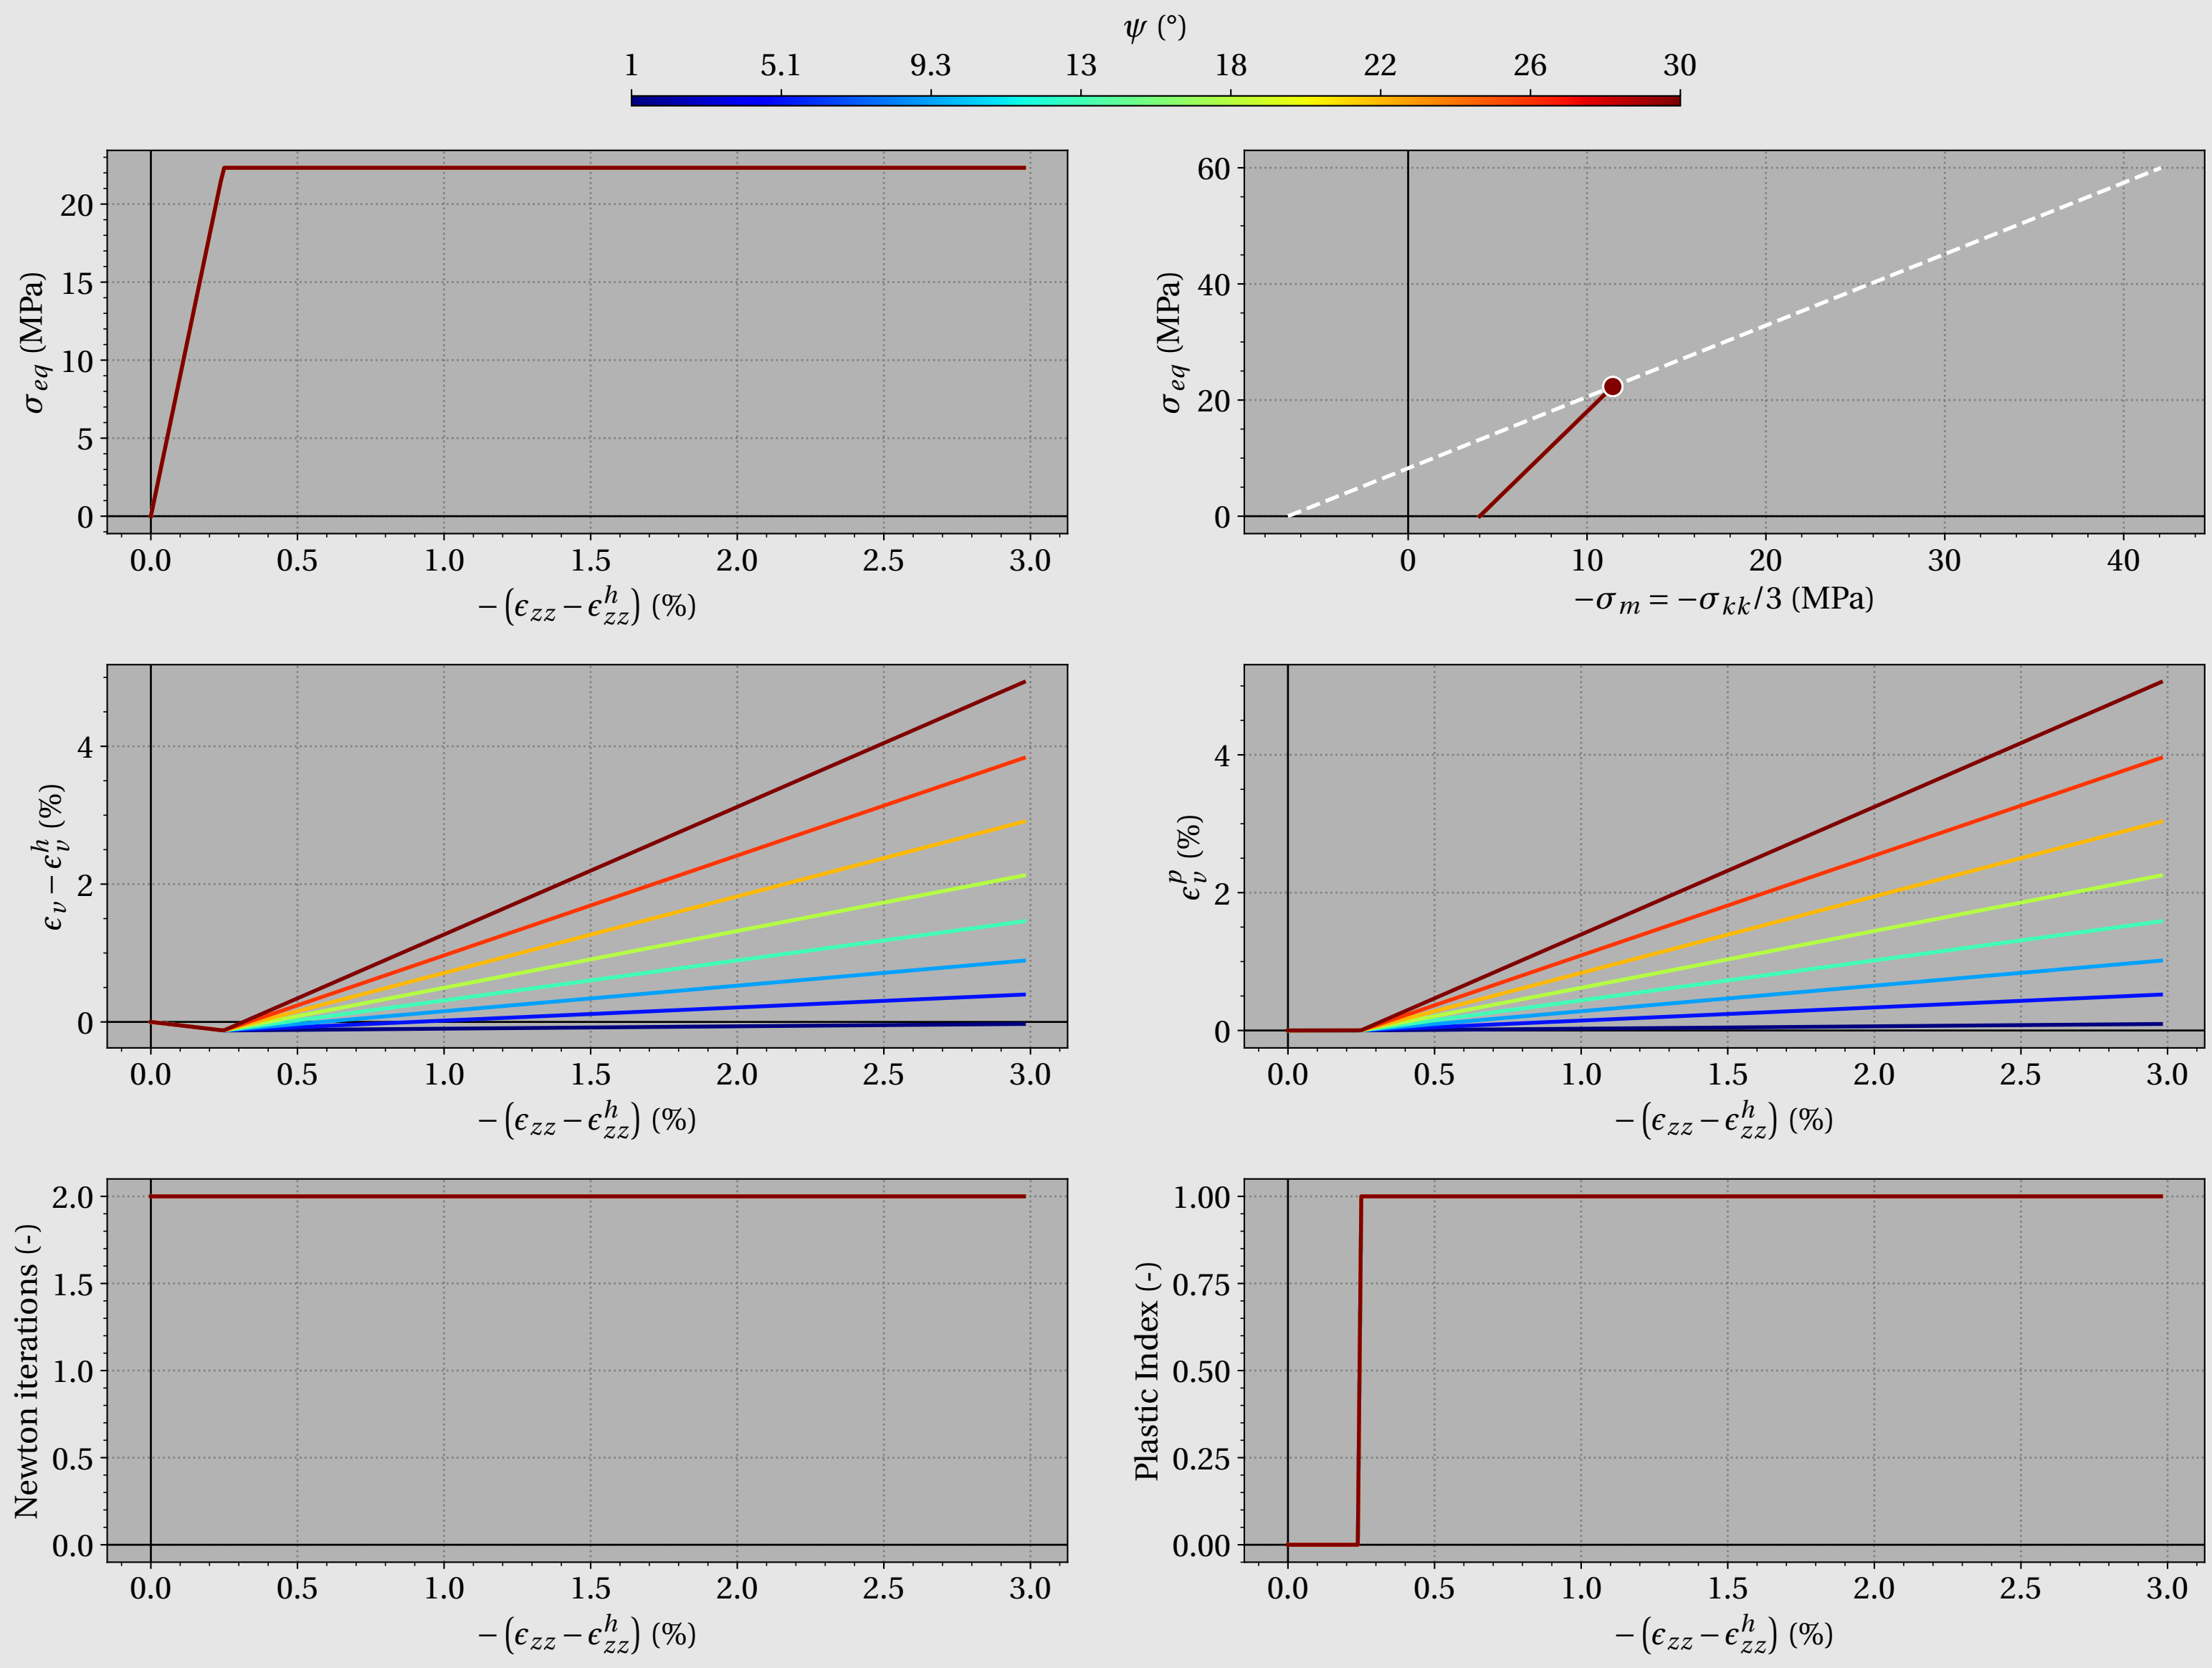 ψ (°)
1 5.1 9.3 13 18 22 26 30
20
15
10
5
0
σ_eq (MPa)
0.0 0.5 1.0 1.5 2.0 2.5 3.0
−(ϵ_zz − ϵ^h_zz) (%)
60
40
20
0
σ_eq (MPa)
0 10 20 30 40
−σ_m = −σ_kk/3 (MPa)
4
2
0
ϵ_v − ϵ^h_v (%)
0.0 0.5 1.0 1.5 2.0 2.5 3.0
−(ϵ_zz − ϵ^h_zz) (%)
4
2
0
ϵ^p_v (%)
0.0 0.5 1.0 1.5 2.0 2.5 3.0
−(ϵ_zz − ϵ^h_zz) (%)
2.0
1.5
1.0
0.5
0.0
Newton iterations (-)
0.0 0.5 1.0 1.5 2.0 2.5 3.0
−(ϵ_zz − ϵ^h_zz) (%)
1.00
0.75
0.50
0.25
0.00
Plastic Index (-)
0.0 0.5 1.0 1.5 2.0 2.5 3.0
−(ϵ_zz − ϵ^h_zz) (%)